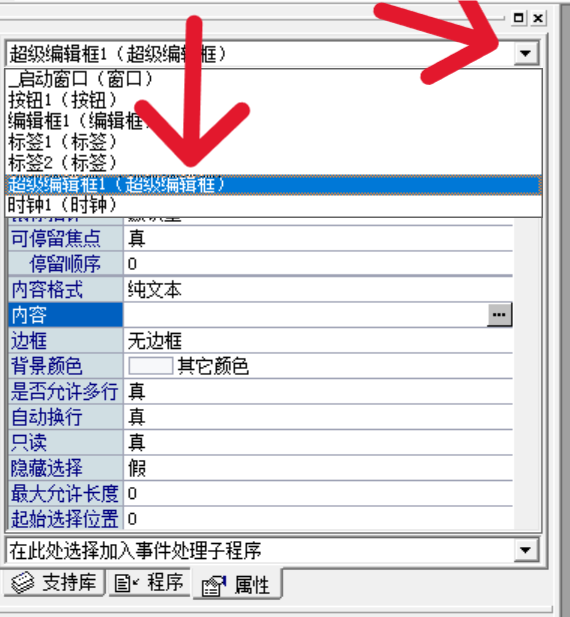 超级编辑框1（超级编辑框）
_启动窗口（窗口）
按钮1（按钮）
编辑框1（编辑框
标签1（标签）
标签2（标签）
超级编辑框1（超级编辑框）
时钟1（时钟）
可停留焦点 真
停留顺序 0
内容格式 纯文本
内容 ...
边框 无边框
背景颜色 其它颜色
是否允许多行 真
自动换行 真
只读 真
隐藏选择 假
最大允许长度 0
起始选择位置 0
在此处选择加入事件处理子程序
支持库 程序 属性